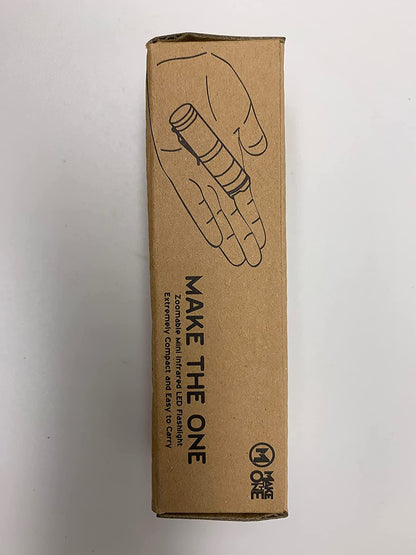 MAKE THE ONE
Zoomable Mini Infrared LED Flashlight
Extremely Compact and Easy to Carry
M
MAKE
THE
ONE